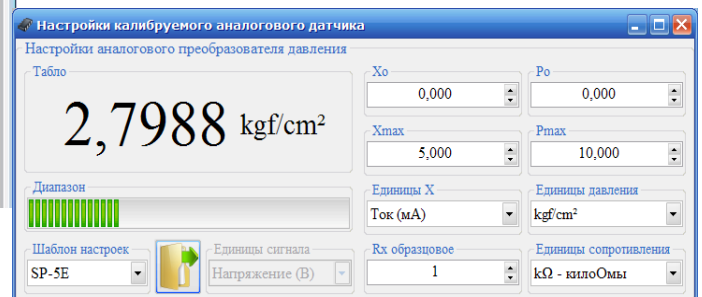 Настройки калибруемого аналогового датчика
Настройки аналогового преобразователя давления
Табло
2,7988 kgf/cm²
Xo
0,000
Po
0,000
Xmax
5,000
Pmax
10,000
Диапазон
Единицы X
Ток (мА)
Единицы давления
kgf/cm²
Шаблон настроек
SP-5E
Единицы сигнала
Напряжение (В)
Rx образцовое
1
Единицы сопротивления
kΩ - килоОмы